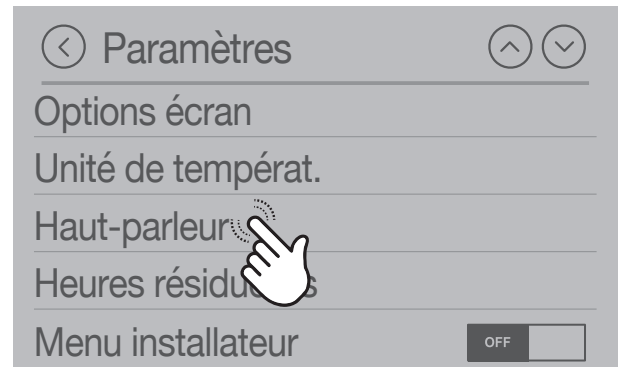 Paramètres
Options écran
Unité de températ.
Haut-parleur
Heures
Menu installateur OFF